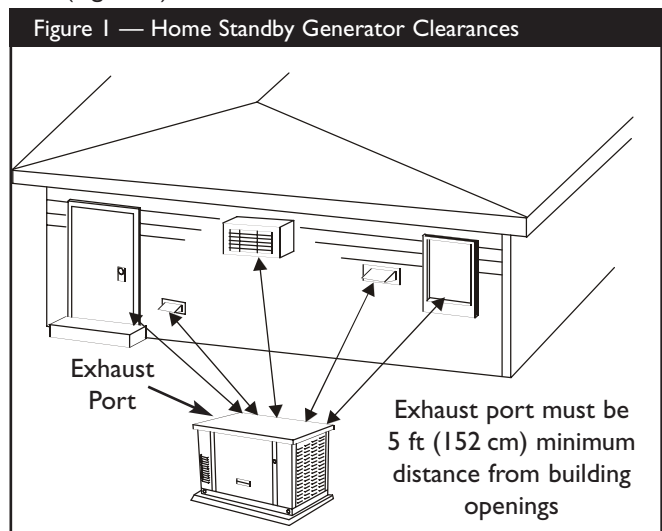 Figure 1 — Home Standby Generator Clearances
Exhaust
Port
Exhaust port must be
5 ft (152 cm) minimum
distance from building
openings